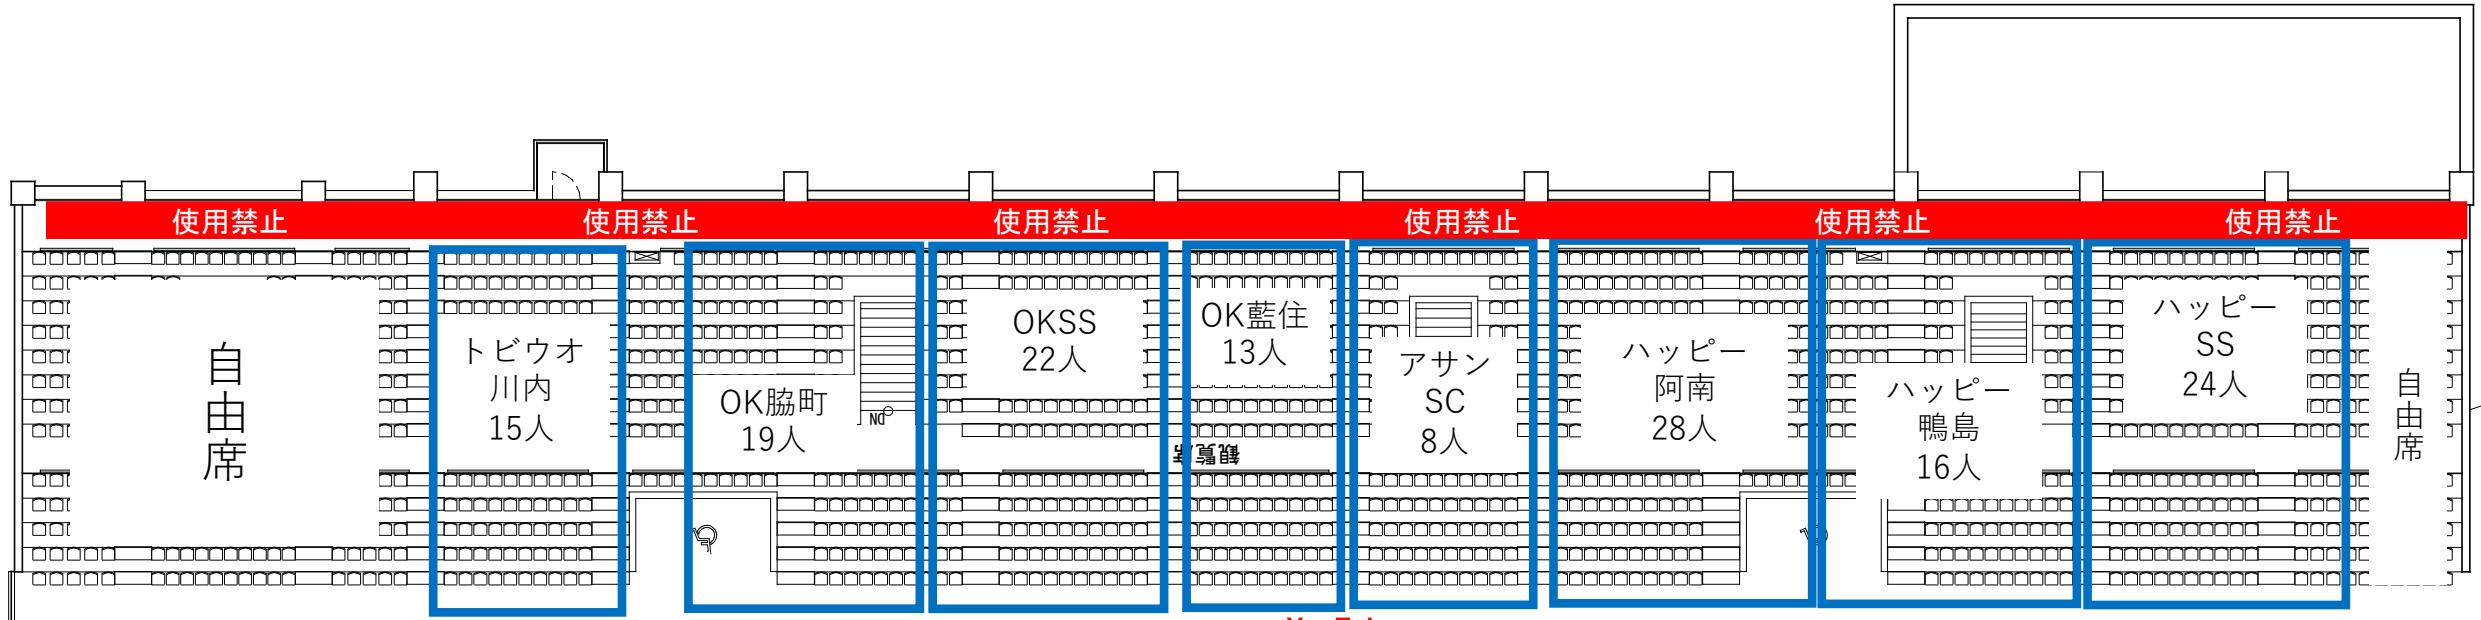 使用禁止 使用禁止 使用禁止 使用禁止 使用禁止 使用禁止
自由席
トビウオ
川内
15人
OK脇町
19人
DN
OKSS
22人
OK藍住
13人
観覧席
アサン
SC
8人
ハッピー
阿南
28人
ハッピー
鴨島
16人
ハッピー
SS
24人
自由席